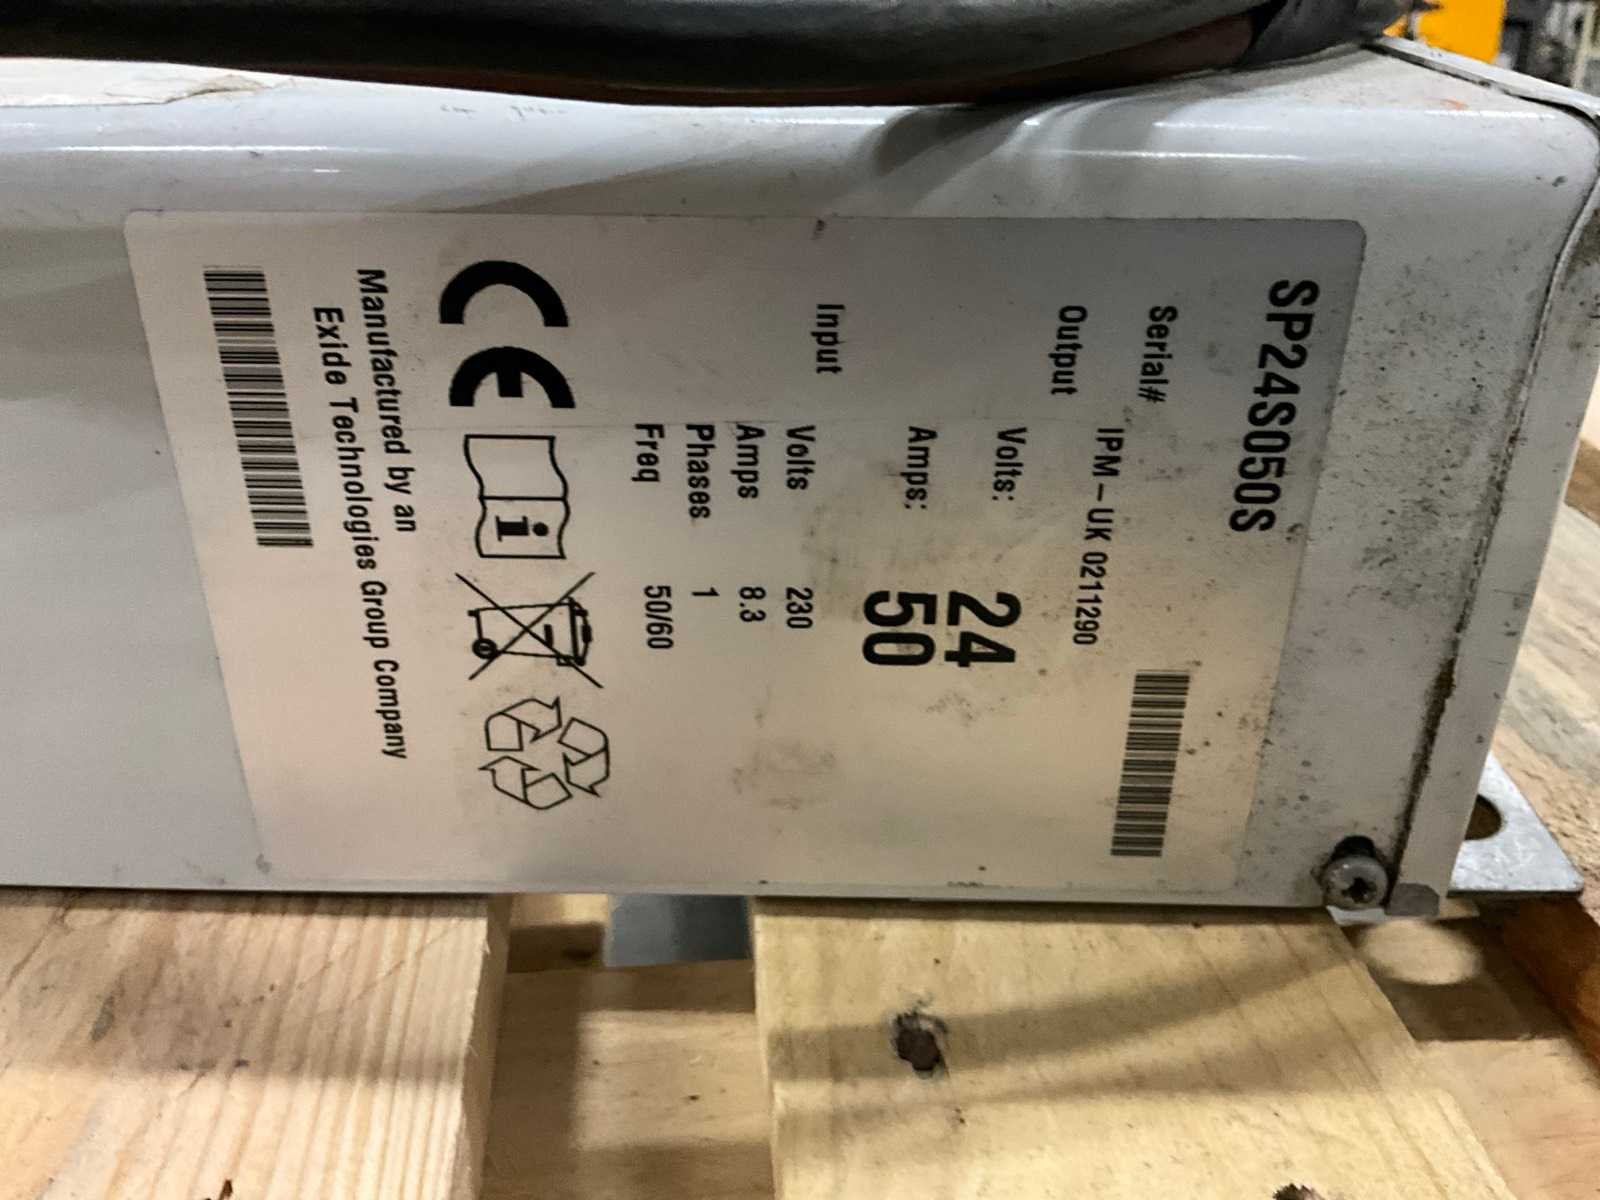 SP24S050S
Serial# IPM-UK 0211290
Output Volts: 24
Amps: 50
Input Volts 230
Amps 8.3
Phases 1
Freq 50/60
CE
i
Manufactured by an
Exide Technologies Group Company